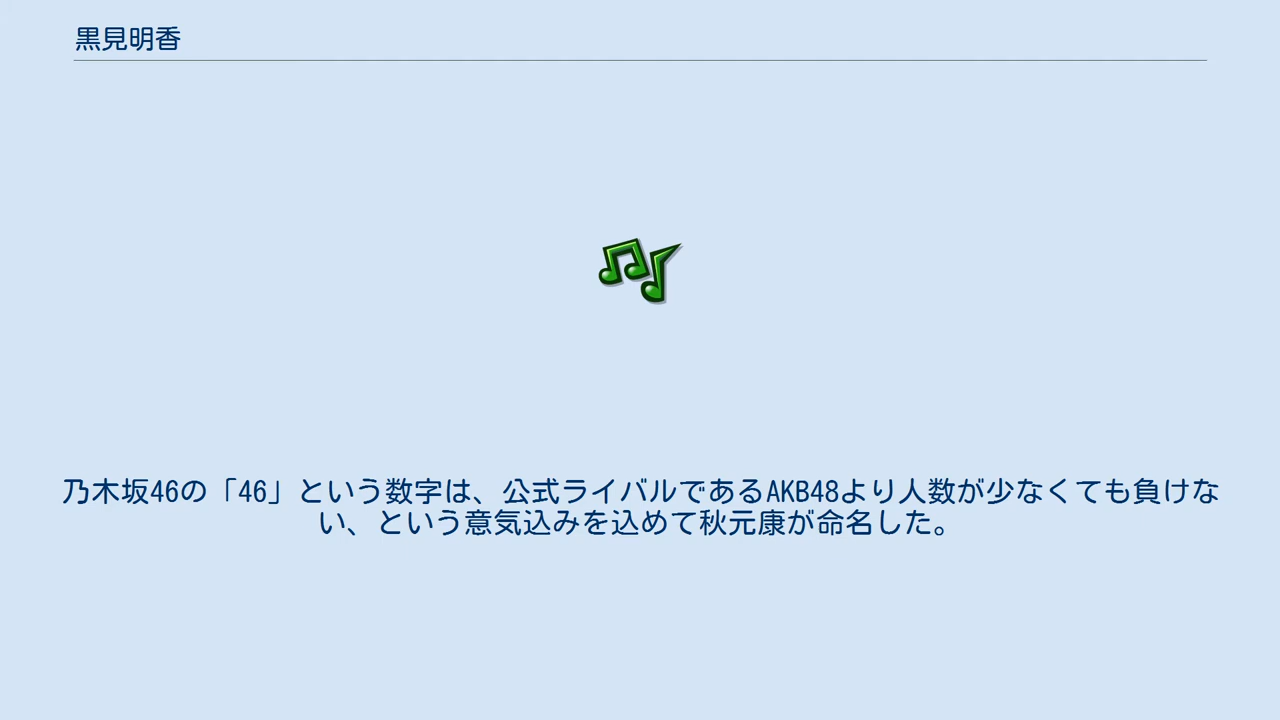 黒見明香
乃木坂46の「46」という数字は、公式ライバルであるAKB48より人数が少なくても負けな
い、という意気込みを込めて秋元康が命名した。